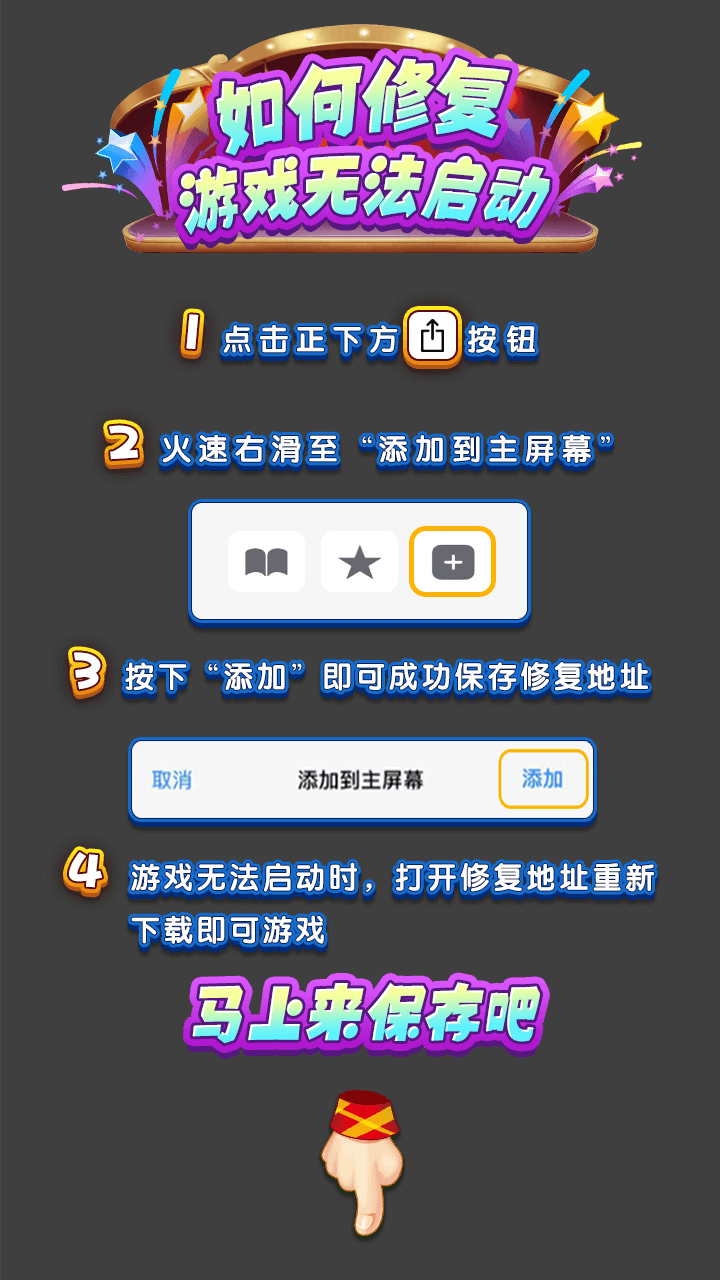 如何修复
游戏无法启动
1 点击正下方 按钮
2 火速右滑至“添加到主屏幕”
3 按下“添加”即可成功保存修复地址
取消 添加到主屏幕 添加
4 游戏无法启动时，打开修复地址重新
下载即可游戏
马上来保存吧